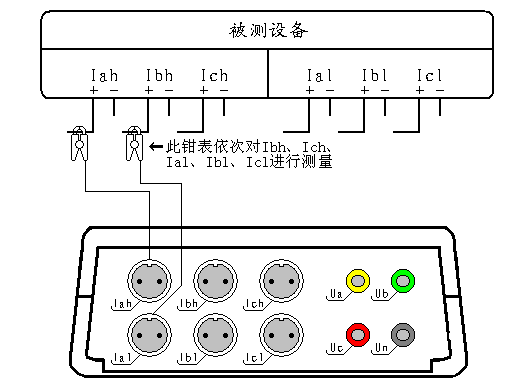 被测设备
Iah Ibh Ich Ial Ibl Icl
+ − + − + − + − + − + −
←此钳表依次对Ibh、Ich、
Ial、Ibl、Icl进行测量
Iah Ibh Ich Ua Ub
Ial Ibl Icl Uc Un